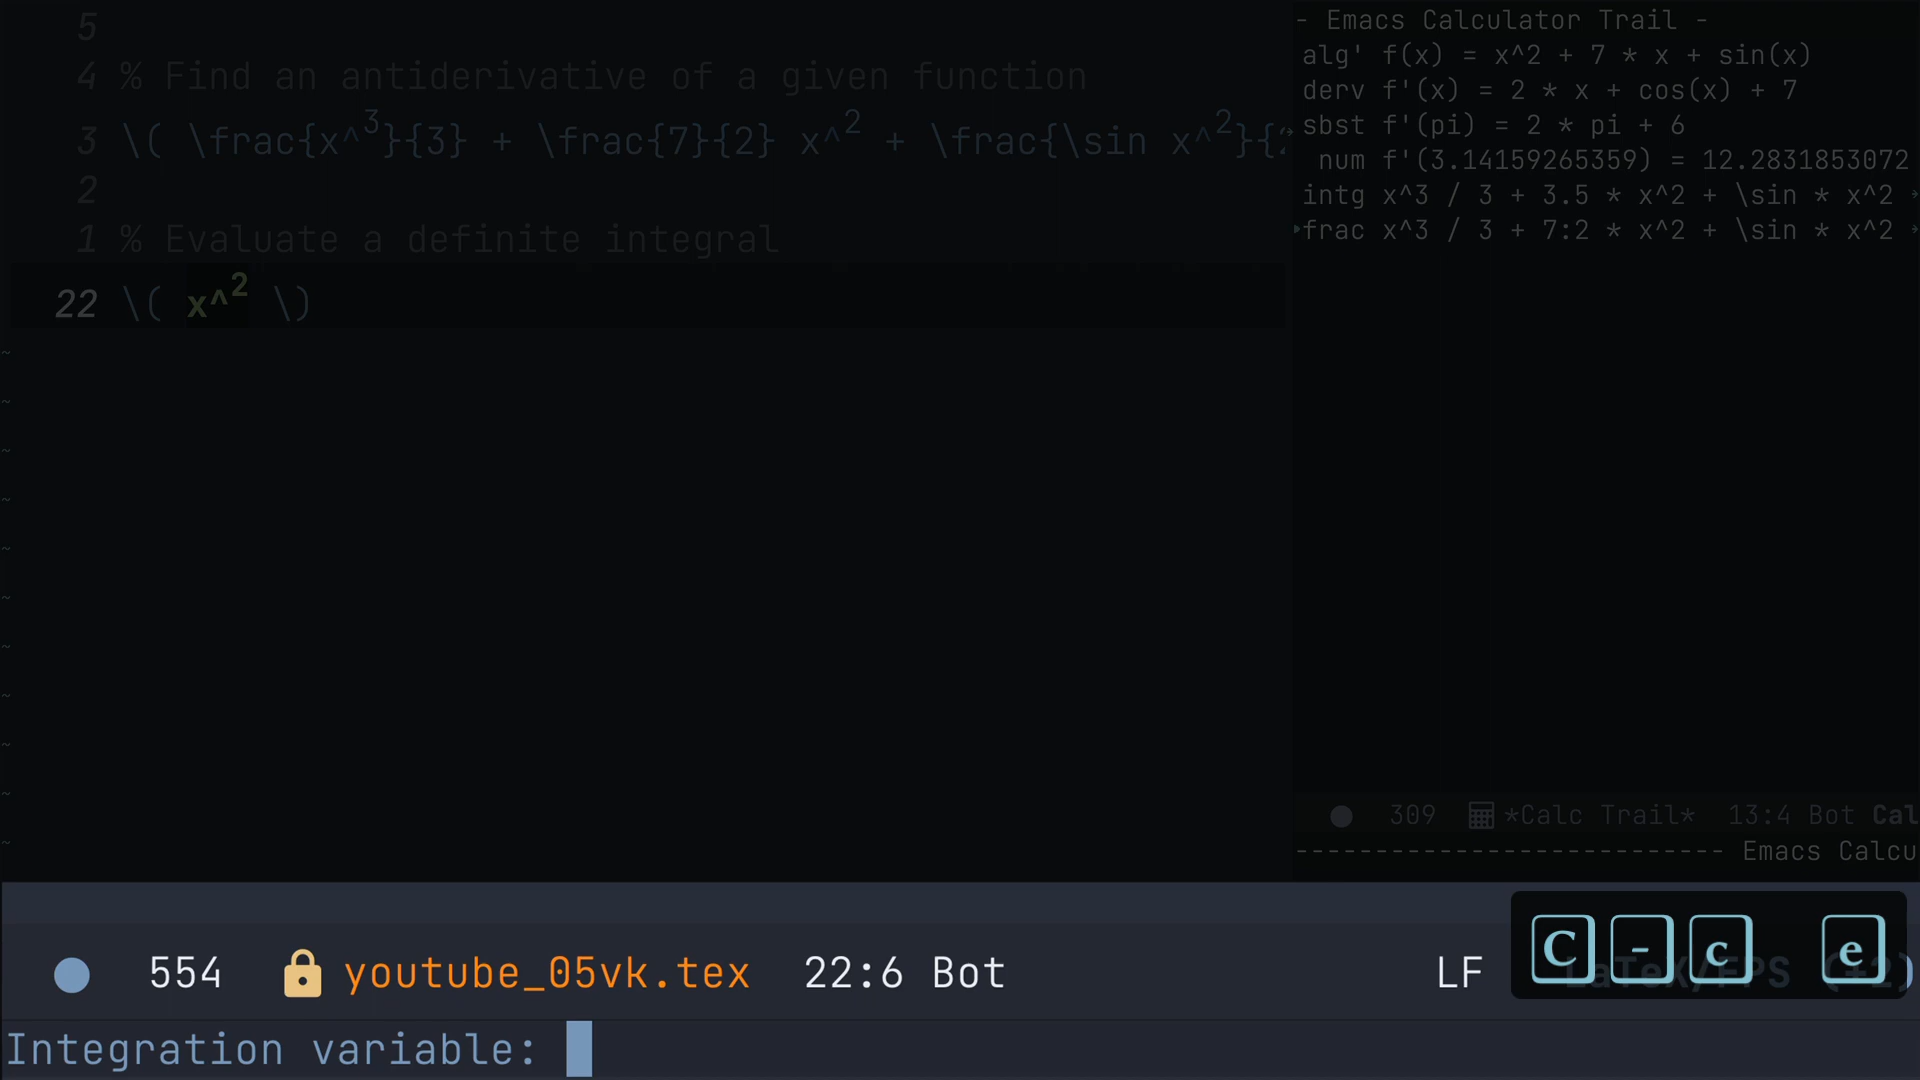 5
4 % Find an antiderivative of a given function
3 \( \frac{x^3}{3} + \frac{7}{2} x^2 + \frac{\sin x^2}{
2
1 % Evaluate a definite integral
22 \( x^2 \)
~
~
~
~
~
~
~
~
~
~
~
- Emacs Calculator Trail -
alg' f(x) = x^2 + 7 * x + sin(x)
derv f'(x) = 2 * x + cos(x) + 7
sbst f'(pi) = 2 * pi + 6
num f'(3.14159265359) = 12.2831853072
intg x^3 / 3 + 3.5 * x^2 + \sin * x^2
frac x^3 / 3 + 7:2 * x^2 + \sin * x^2
309 *Calc Trail* 13:4 Bot Cal
--------------------------- Emacs Calcu
554 youtube_05vk.tex 22:6 Bot LF LaTeX/FPS (+2)
C - c e
Integration variable: